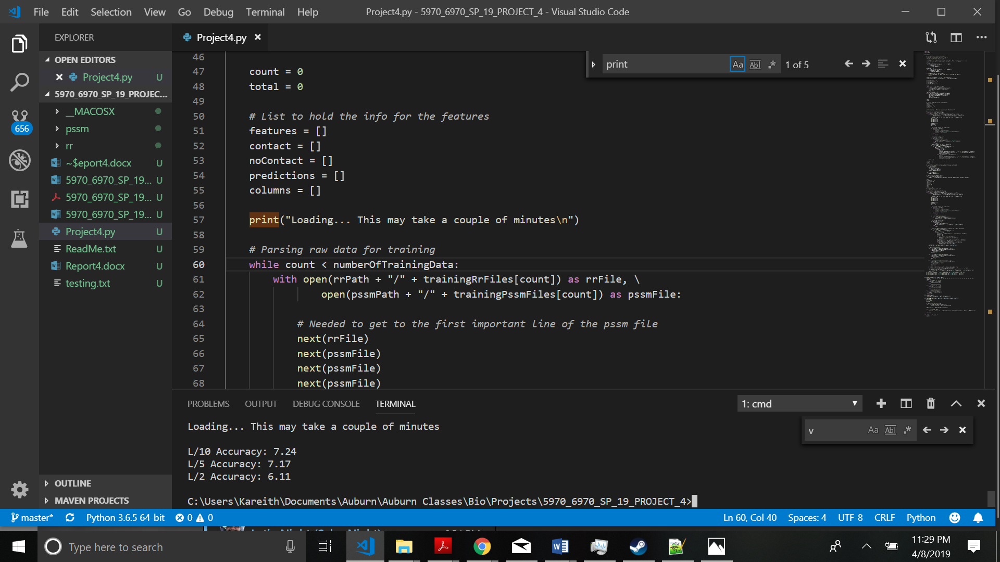 File Edit Selection View Go Debug Terminal Help
Project4.py - 5970_6970_SP_19_PROJECT_4 - Visual Studio Code
EXPLORER
OPEN EDITORS
Project4.py U
5970_6970_SP_19_PROJEC...
__MACOSX
pssm
rr
~$eport4.docx U
5970_6970_SP_19... U
5970_6970_SP_19... U
5970_6970_SP_19... U
Project4.py U
ReadMe.txt U
Report4.docx U
testing.txt U
OUTLINE
MAVEN PROJECTS
656
Project4.py
print Aa Abl .* 1 of 5
46
47 count = 0
48 total = 0
49
50 # List to hold the info for the features
51 features = []
52 contact = []
53 noContact = []
54 predictions = []
55 columns = []
56
57 print("Loading... This may take a couple of minutes\n")
58
59 # Parsing raw data for training
60 while count < numberOfTrainingData:
61 with open(rrPath + "/" + trainingRrFiles[count]) as rrFile, \
62 open(pssmPath + "/" + trainingPssmFiles[count]) as pssmFile:
63
64 # Needed to get to the first important line of the pssm file
65 next(rrFile)
66 next(pssmFile)
67 next(pssmFile)
68 next(pssmFile)
PROBLEMS OUTPUT DEBUG CONSOLE TERMINAL
1: cmd
v Aa Abl .*
Loading... This may take a couple of minutes
L/10 Accuracy: 7.24
L/5 Accuracy: 7.17
L/2 Accuracy: 6.11
C:\Users\Kareith\Documents\Auburn\Auburn Classes\Bio\Projects\5970_6970_SP_19_PROJECT_4>
master* Python 3.6.5 64-bit 0 0
Ln 60, Col 40 Spaces: 4 UTF-8 CRLF Python
Type here to search
11:29 PM
4/8/2019